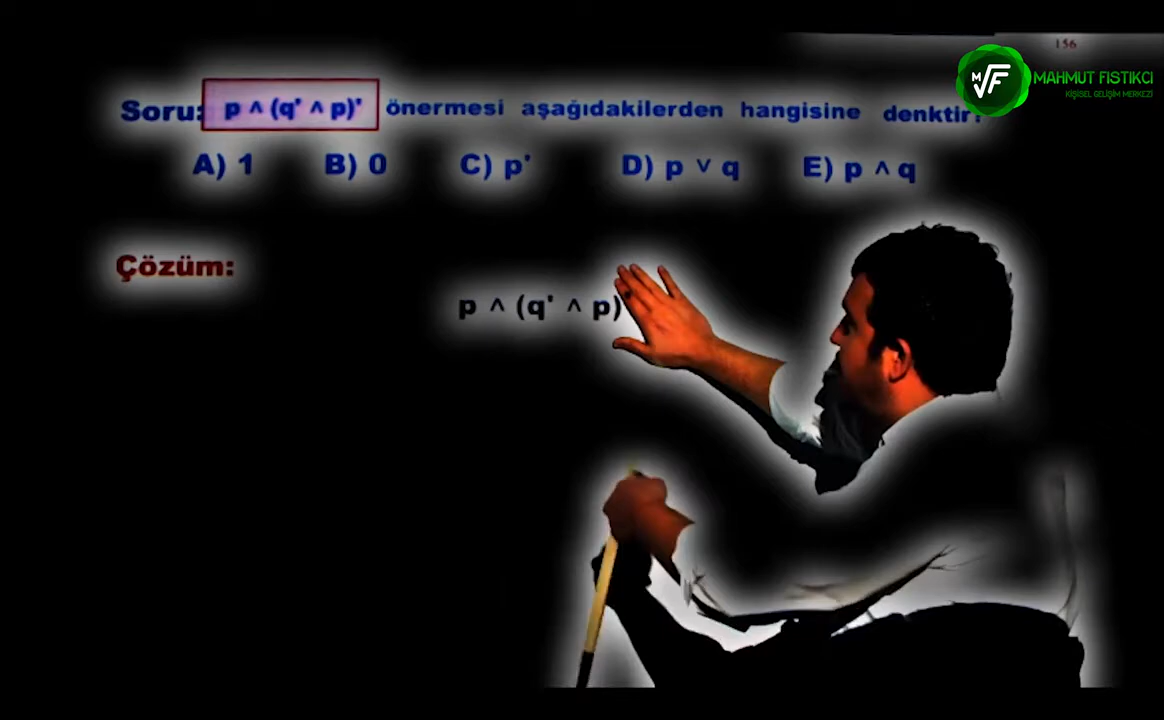 156
MAHMUT FISTIKCI
KİŞİSEL GELİŞİM MERKEZİ
Soru: p ∧ (q' ∧ p)' önermesi aşağıdakilerden hangisine denktir?
A) 1 B) 0 C) p' D) p ∨ q E) p ∧ q
Çözüm:
p ∧ (q' ∧ p)